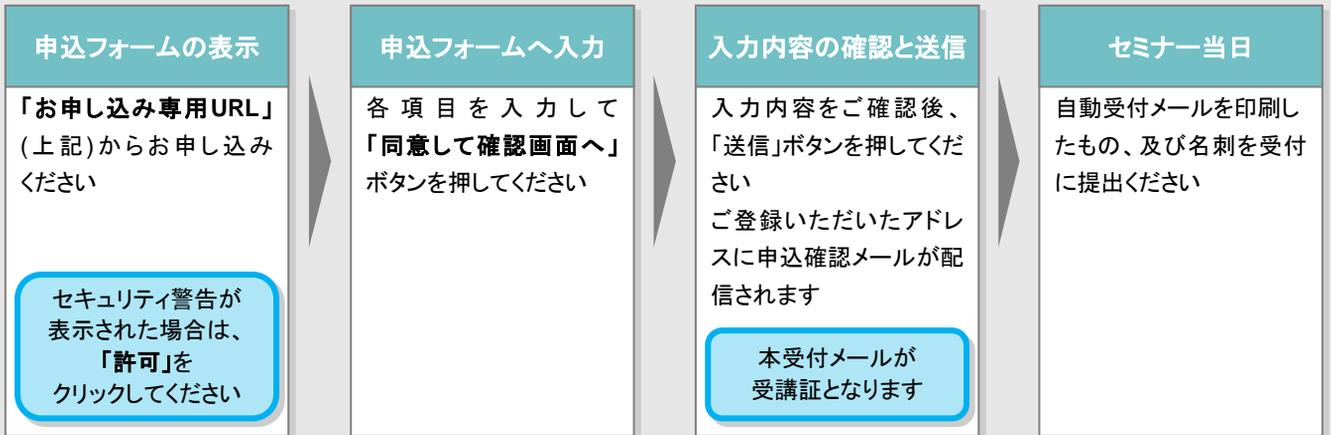 申込フォームの表示
「お申し込み専用URL」
(上記)からお申し込み
ください
セキュリティ警告が
表示された場合は、
「許可」を
クリックしてください
申込フォームへ入力
各項目を入力して
「同意して確認画面へ」
ボタンを押してください
入力内容の確認と送信
入力内容をご確認後、
「送信」ボタンを押してくだ
さい
ご登録いただいたアドレ
スに申込確認メールが配
信されます
本受付メールが
受講証となります
セミナー当日
自動受付メールを印刷し
たもの、及び名刺を受付
に提出ください